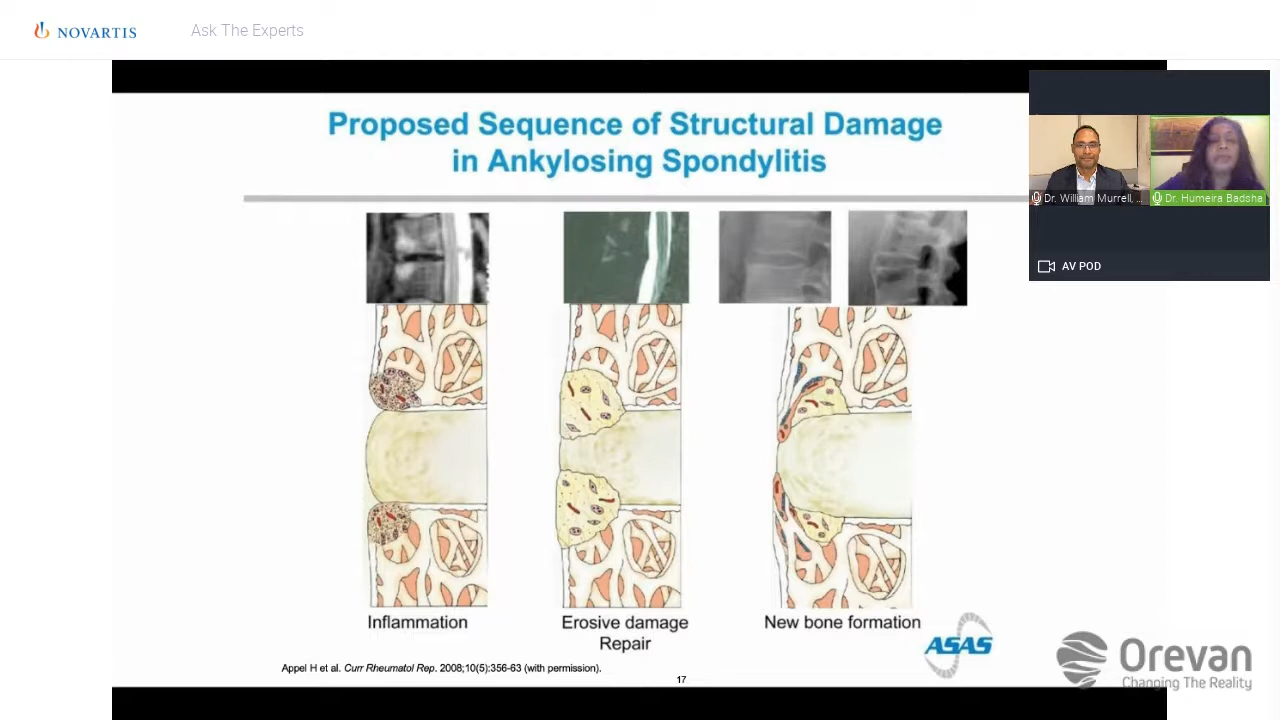 NOVARTIS
Ask The Experts
Proposed Sequence of Structural Damage
in Ankylosing Spondylitis
Dr. William Murrell, ..
Dr. Humeira Badsha
AV POD
Inflammation
Erosive damage
Repair
New bone formation
ASAS
Appel H et al. Curr Rheumatol Rep. 2008;10(5):356-63 (with permission).
17
Orevan
Changing The Reality